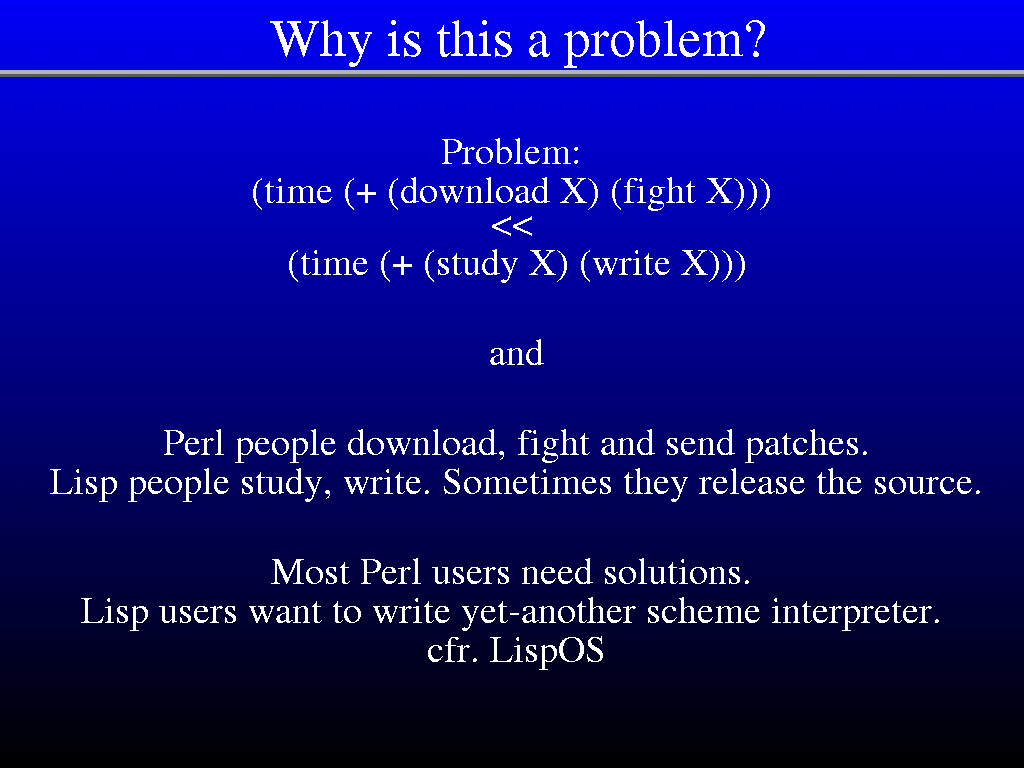 Why is this a problem?
Problem:
(time (+ (download X) (fight X)))
<<
(time (+ (study X) (write X)))
and
Perl people download, fight and send patches.
Lisp people study, write. Sometimes they release the source.
Most Perl users need solutions.
Lisp users want to write yet-another scheme interpreter.
cfr. LispOS